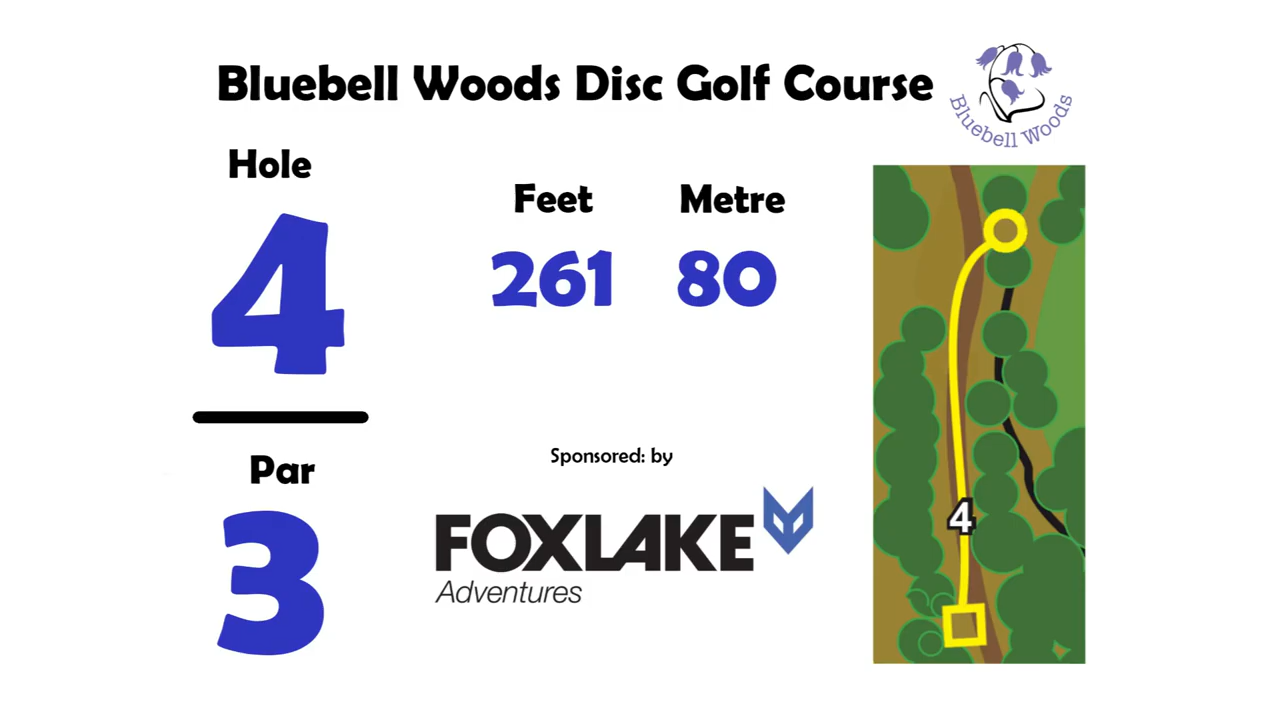 Bluebell Woods Disc Golf Course
Bluebell Woods
Hole
4
Par
3
Feet
261
Metre
80
Sponsored: by
FOXLAKE
Adventures
4